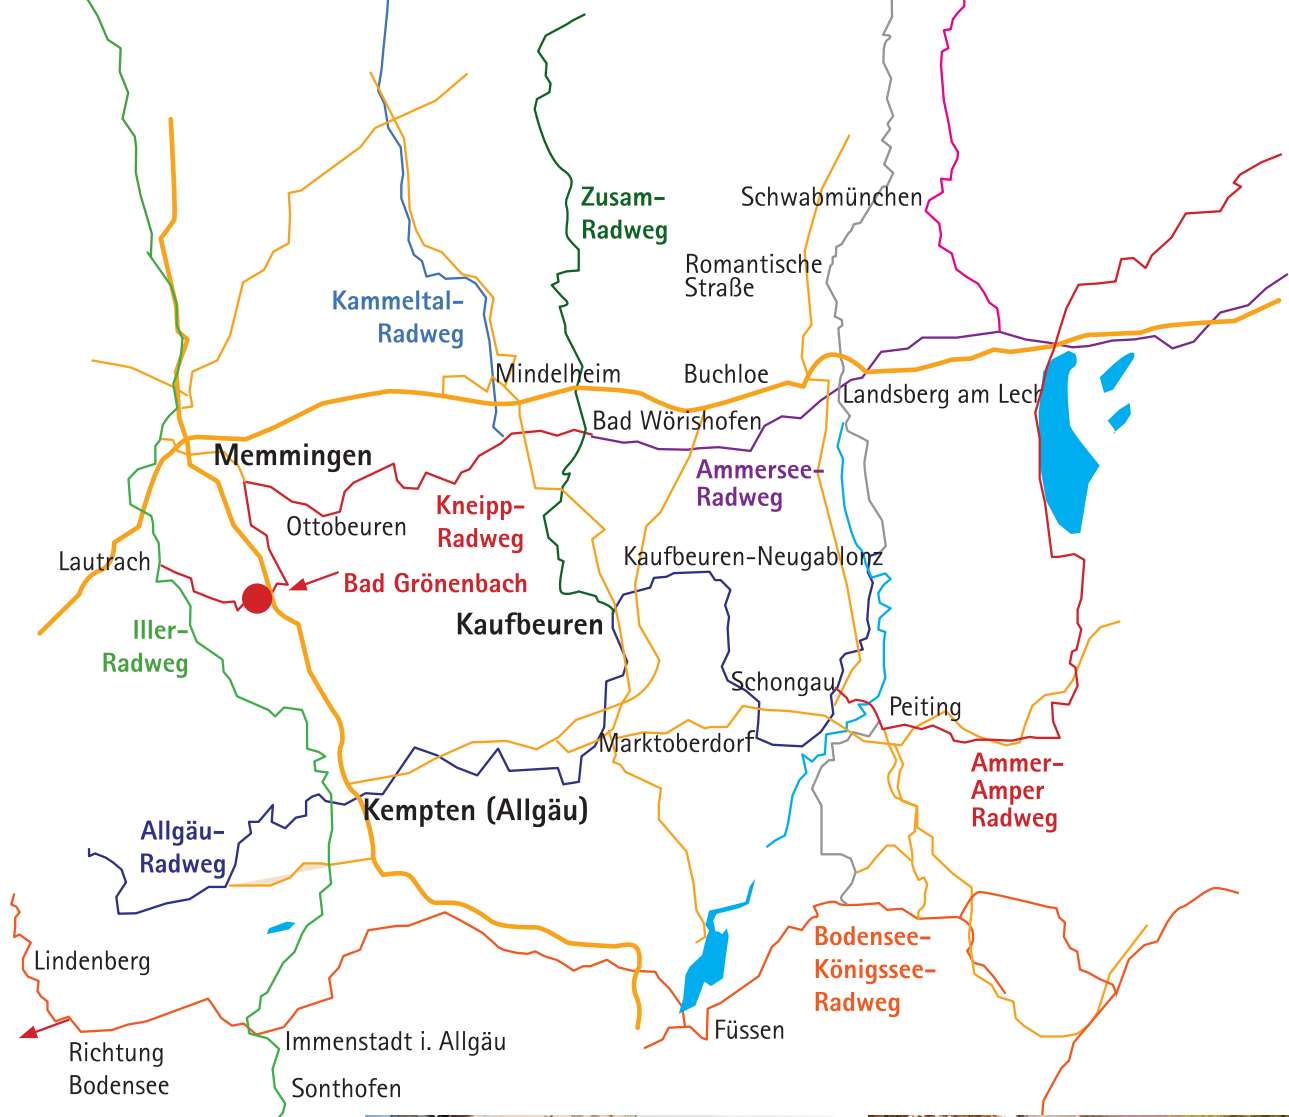 Zusam-
Radweg
Schwabmünchen
Romantische
Straße
Kammeltal-
Radweg
Mindelheim
Buchloe
Landsberg am Lech
Bad Wörishofen
Memmingen
Ammersee-
Radweg
Kneipp-
Radweg
Ottobeuren
Lautrach
Kaufbeuren-Neugablonz
Bad Grönenbach
Kaufbeuren
Iller-
Radweg
Schongau
Peiting
Marktoberdorf
Ammer-
Amper
Radweg
Kempten (Allgäu)
Allgäu-
Radweg
Bodensee-
Königssee-
Radweg
Lindenberg
Füssen
Immenstadt i. Allgäu
Richtung
Bodensee
Sonthofen